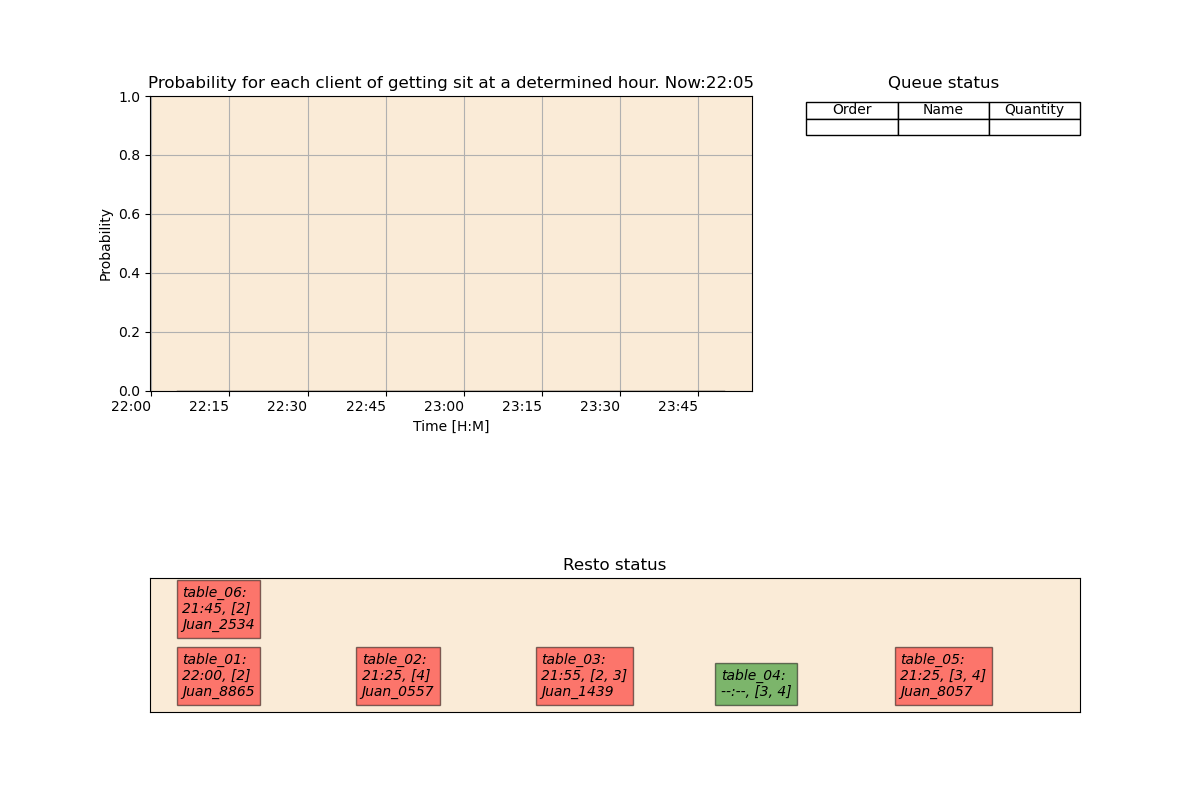 Probability for each client of getting sit at a determined hour. Now:22:05
1.0
0.8
0.6
0.4
0.2
0.0
Probability
22:00 22:15 22:30 22:45 23:00 23:15 23:30 23:45
Time [H:M]
Queue status
Order Name Quantity
Resto status
table_06:
21:45, [2]
Juan_2534
table_01:
22:00, [2]
Juan_8865
table_02:
21:25, [4]
Juan_0557
table_03:
21:55, [2, 3]
Juan_1439
table_04:
--:--, [3, 4]
table_05:
21:25, [3, 4]
Juan_8057